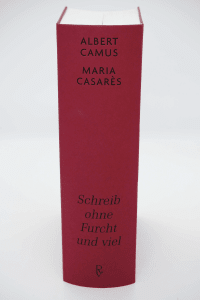 ALBERT
CAMUS
MARIA
CASARÈS
Schreib
ohne
Furcht
und viel